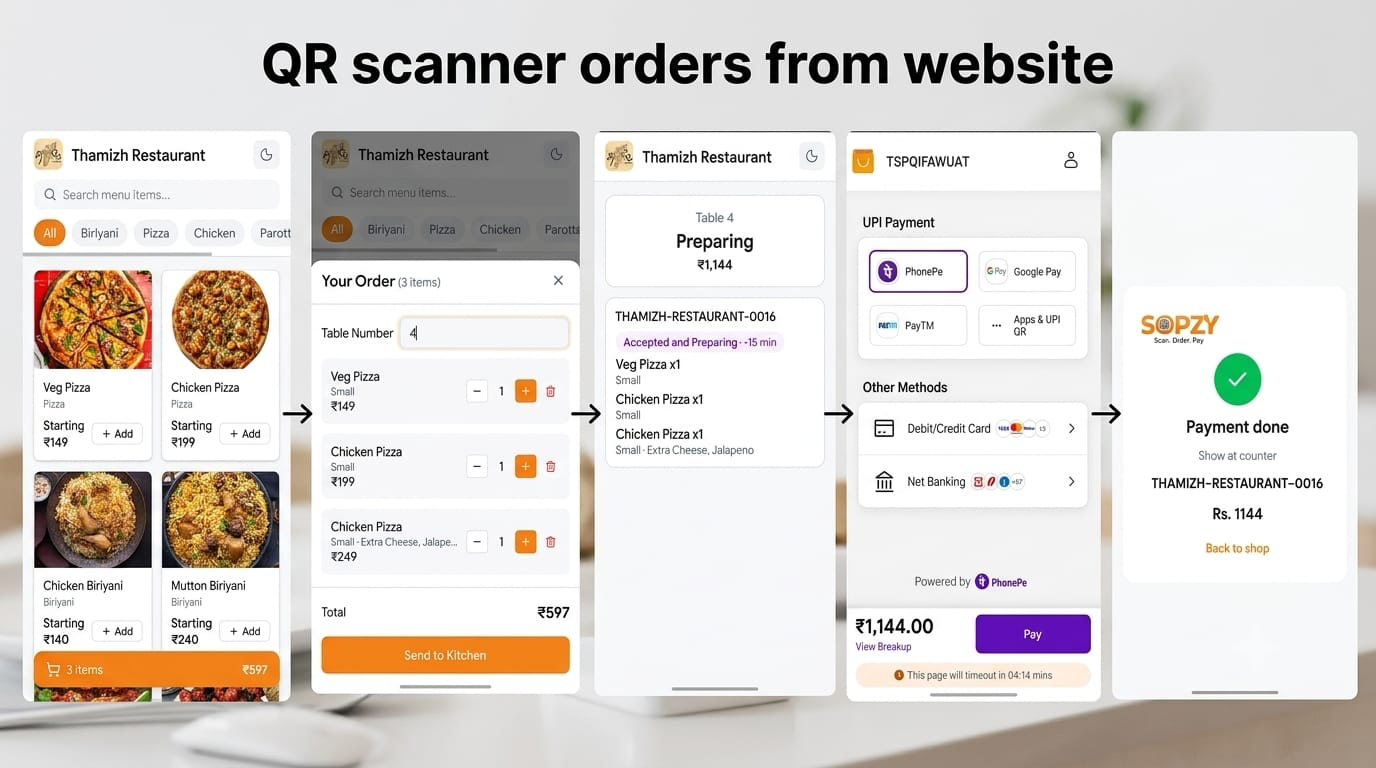 QR scanner orders from website
Thamizh Restaurant
Search menu items...
All
Birlyani
Pizza
Chicken
Parott
Veg Pizza
Pizza
Starting
₹149
+ Add
Chicken Pizza
Pizza
Starting
₹199
+ Add
Chicken Biriyani
Biriyani
Starting
₹140
+ Add
Mutton Biriyani
Biriyani
Starting
₹240
+ Add
3 items
₹597
Thamizh Restaurant
Search menu items...
All
Biriyani
Pizza
Chicken
Parotta
Your Order (3 items)
Table Number
4
Veg Pizza
Small
₹149
− 1 +
Chicken Pizza
Small
₹199
− 1 +
Chicken Pizza
Small · Extra Cheese, Jalape...
₹249
− 1 +
Total
₹597
Send to Kitchen
Thamizh Restaurant
Table 4
Preparing
₹1,144
THAMIZH-RESTAURANT-0016
Accepted and Preparing · ~15 min
Veg Pizza x1
Small
Chicken Pizza x1
Small
Chicken Pizza x1
Small · Extra Cheese, Jalapeno
TSPQIFAWUAT
UPI Payment
PhonePe
G Pay
Google Pay
Paytm
PayTM
Apps & UPI
QR
Other Methods
Debit/Credit Card
Net Banking
+57
Powered by PhonePe
₹1,144.00
View Breakup
Pay
This page will timeout in 04:14 mins
SOPZY
Scan. Order. Pay
Payment done
Show at counter
THAMIZH-RESTAURANT-0016
Rs. 1144
Back to shop